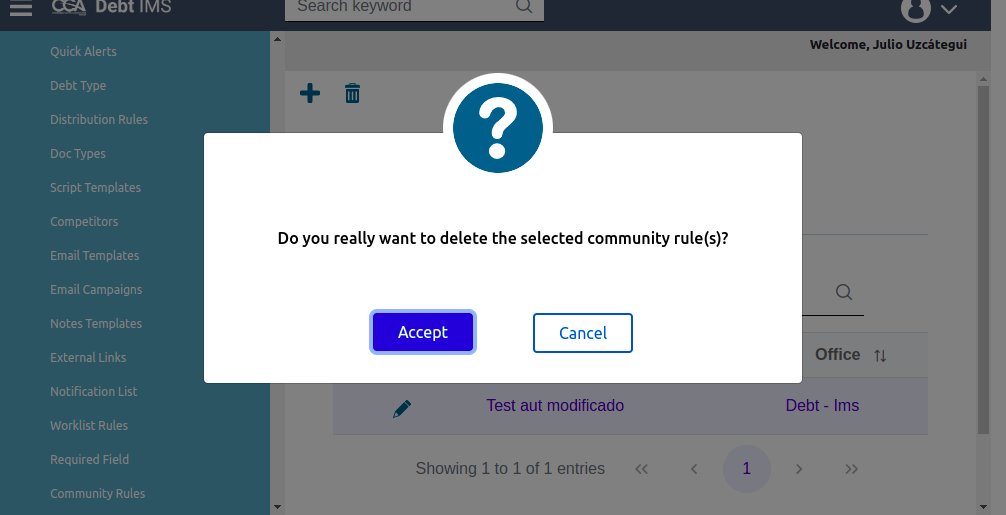 CCA Debt IMS
Search keyword
Welcome, Julio Uzcátegui
Quick Alerts
Debt Type
Distribution Rules
Doc Types
Script Templates
Competitors
Email Templates
Email Campaigns
Notes Templates
External Links
Notification List
Worklist Rules
Required Field
Community Rules
?
Do you really want to delete the selected community rule(s)?
Accept Cancel
Office
Test aut modificado Debt - Ims
Showing 1 to 1 of 1 entries 1